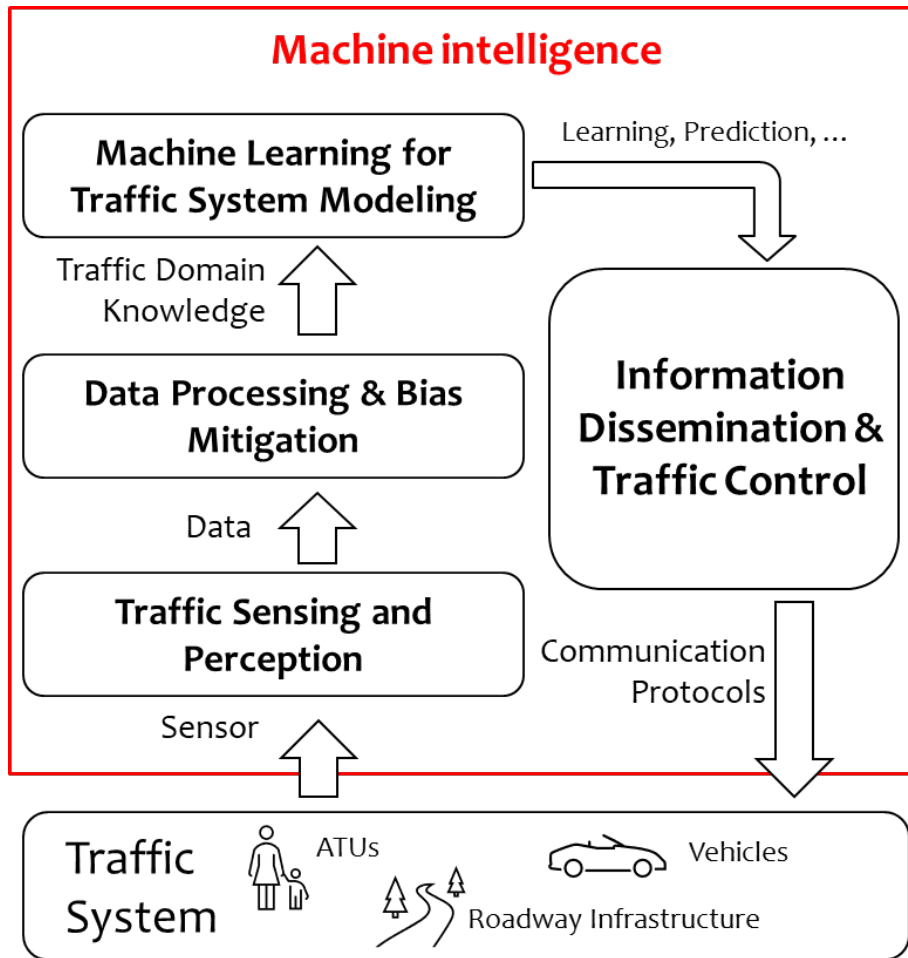 Machine intelligence
Machine Learning for
Traffic System Modeling
Learning, Prediction, ...
Traffic Domain
Knowledge
Data Processing & Bias
Mitigation
Information
Dissemination &
Traffic Control
Data
Traffic Sensing and
Perception
Communication
Protocols
Sensor
Traffic
System
ATUs
Vehicles
Roadway Infrastructure